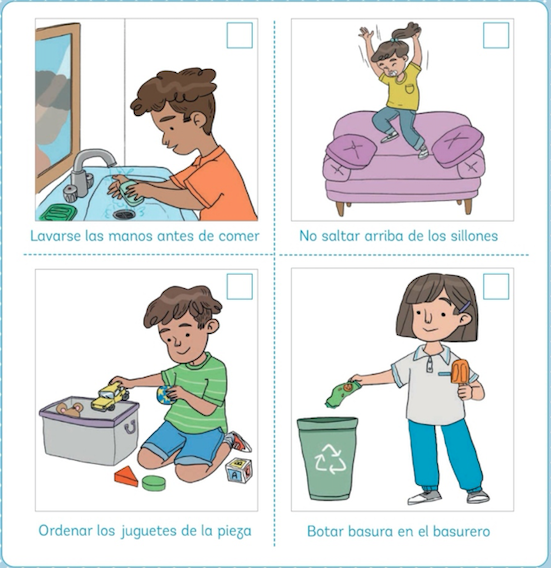 Lavarse las manos antes de comer
No saltar arriba de los sillones
A
Ordenar los juguetes de la pieza
Botar basura en el basurero